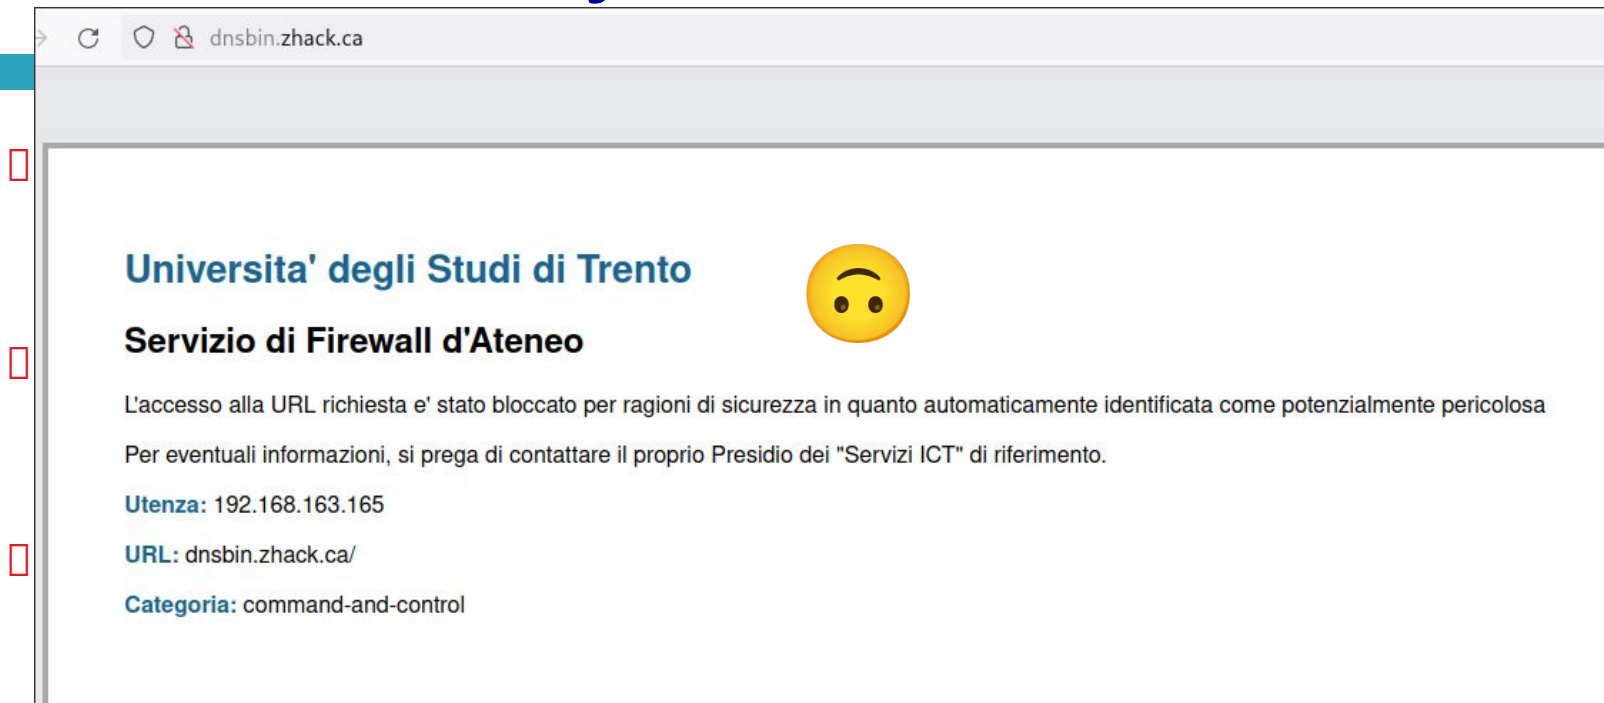 dnsbin.zhack.ca
Universita' degli Studi di Trento
Servizio di Firewall d'Ateneo
L'accesso alla URL richiesta e' stato bloccato per ragioni di sicurezza in quanto automaticamente identificata come potenzialmente pericolosa
Per eventuali informazioni, si prega di contattare il proprio Presidio dei "Servizi ICT" di riferimento.
Utenza: 192.168.163.165
URL: dnsbin.zhack.ca/
Categoria: command-and-control